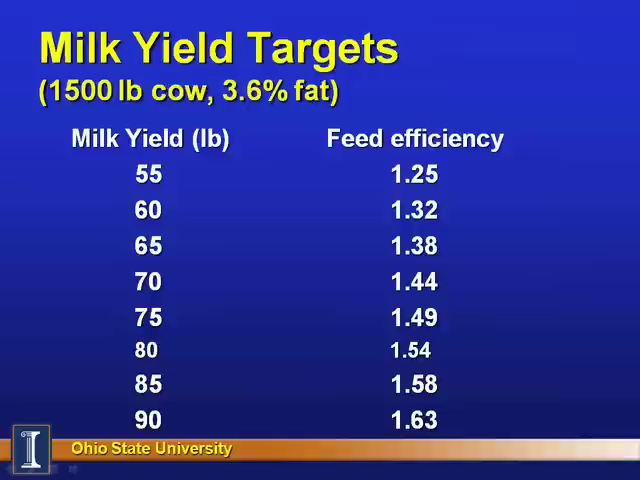 Milk Yield Targets
(1500 lb cow, 3.6% fat)
Milk Yield (lb) Feed efficiency
55 1.25
60 1.32
65 1.38
70 1.44
75 1.49
80 1.54
85 1.58
90 1.63
I
Ohio State University